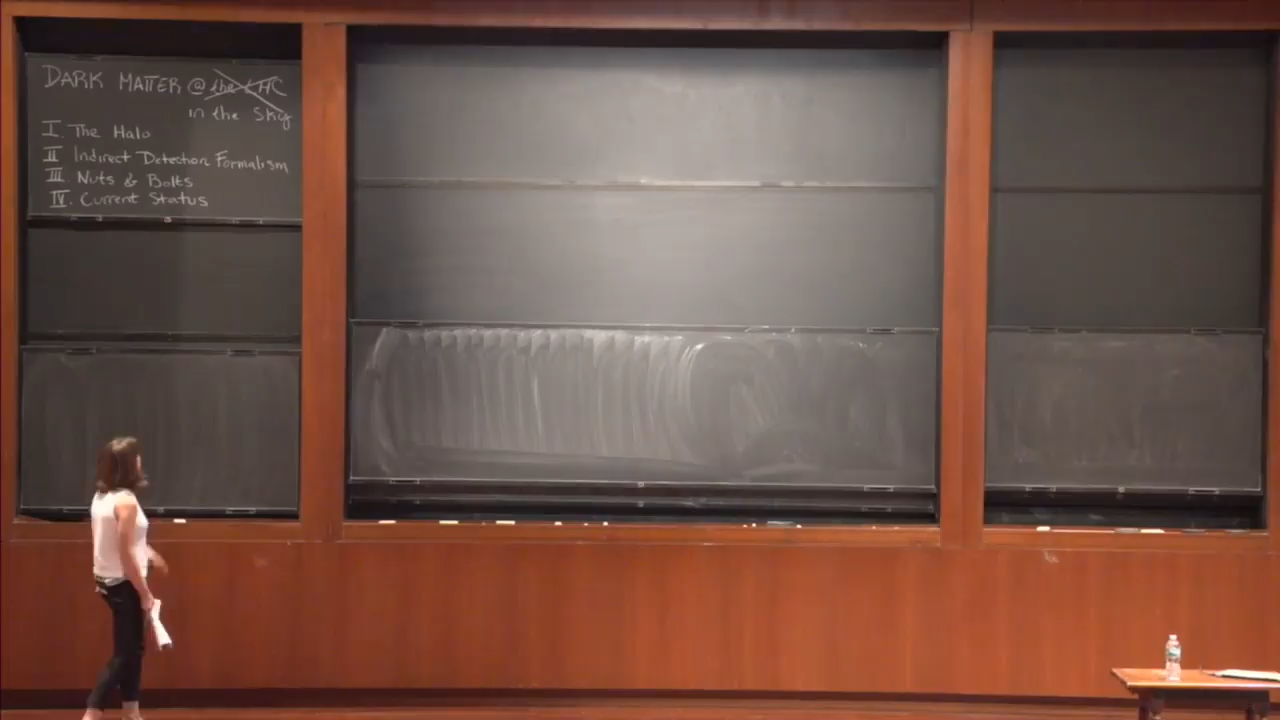 DARK MATTER @ the LHC
in the Sky
I. The Halo
II Indirect Detection Formalism
III. Nuts & Bolts
IV. Current Status